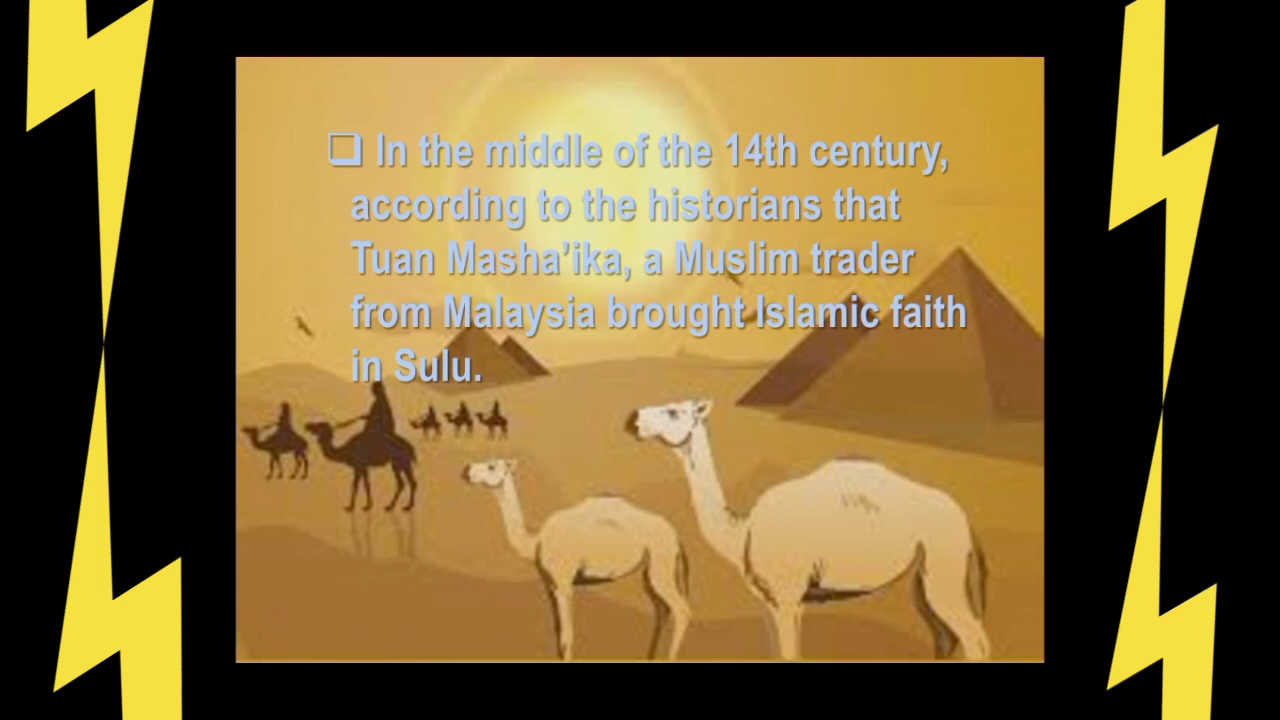 ❑ In the middle of the 14th century,
according to the historians that
Tuan Masha’ika, a Muslim trader
from Malaysia brought Islamic faith
in Sulu.